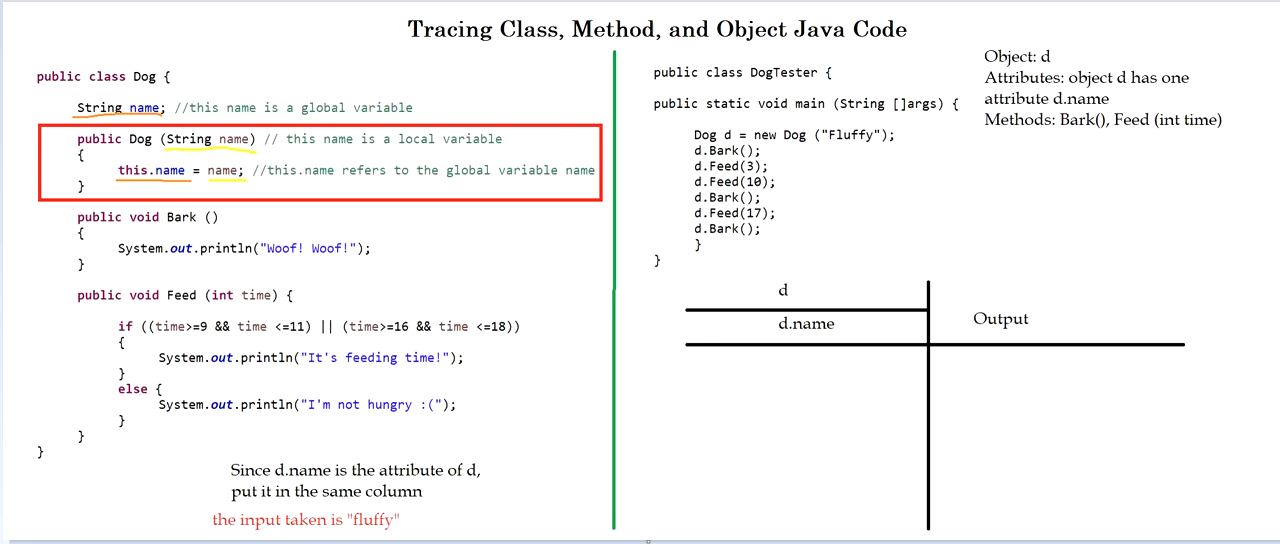 Tracing Class, Method, and Object Java Code
public class Dog {
String name; //this name is a global variable
public Dog (String name) // this name is a local variable
{
this.name = name; //this.name refers to the global variable name
}
public void Bark ()
{
System.out.println("Woof! Woof!");
}
public void Feed (int time) {
if ((time>=9 && time <=11) || (time>=16 && time <=18))
{
System.out.println("It's feeding time!");
}
else {
System.out.println("I'm not hungry :(");
}
}
}
Since d.name is the attribute of d,
put it in the same column
the input taken is "fluffy"
public class DogTester {
public static void main (String []args) {
Dog d = new Dog ("Fluffy");
d.Bark();
d.Feed(3);
d.Feed(10);
d.Bark();
d.Feed(17);
d.Bark();
}
}
Object: d
Attributes: object d has one
attribute d.name
Methods: Bark(), Feed (int time)
d
d.name
Output